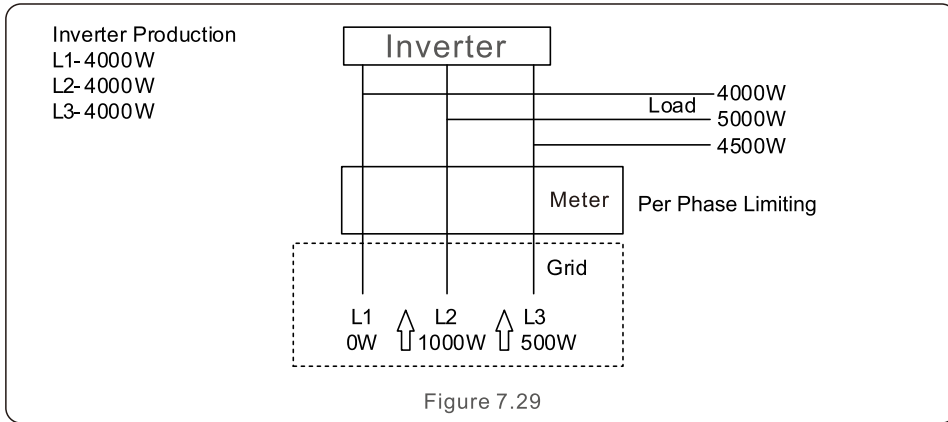 Inverter Production
L1-4000W
L2-4000W
L3-4000W
Inverter
4000W
Load
5000W
4500W
Meter
Per Phase Limiting
Grid
L1 L2 L3
0W 1000W 500W
Figure 7.29